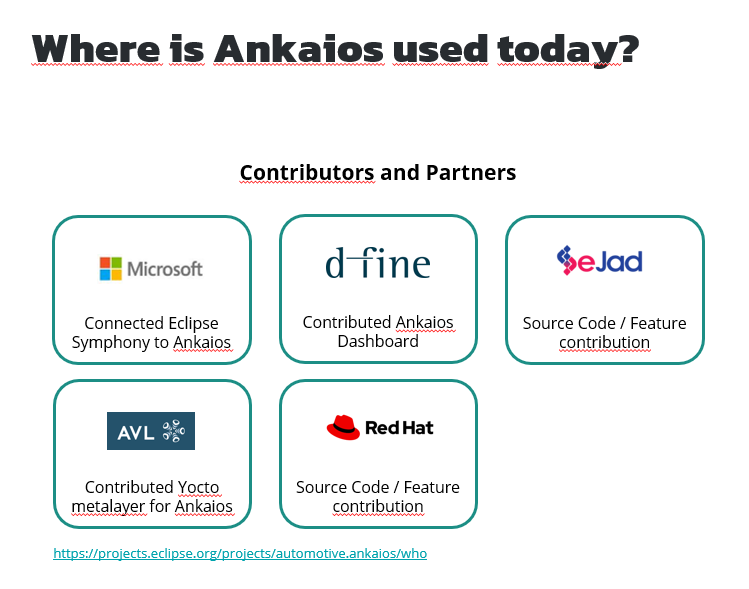 Where is Ankaios used today?
Contributors and Partners
Microsoft
Connected Eclipse
Symphony to Ankaios
d-fine
Contributed Ankaios
Dashboard
eJad
Source Code / Feature
contribution
AVL
Contributed Yocto
metalayer for Ankaios
Red Hat
Source Code / Feature
contribution
https://projects.eclipse.org/projects/automotive.ankaios/who